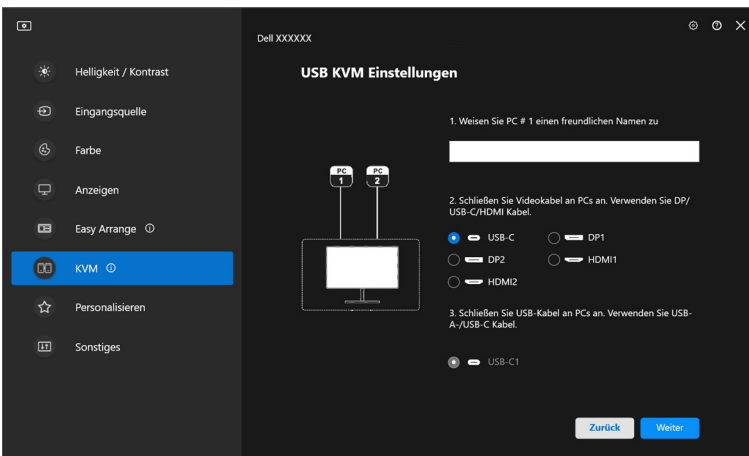 Dell XXXXXX
Helligkeit / Kontrast
Eingangsquelle
Farbe
Anzeigen
Easy Arrange
KVM
Personalisieren
Sonstiges
USB KVM Einstellungen
PC
1
PC
2
1. Weisen Sie PC # 1 einen freundlichen Namen zu
2. Schließen Sie Videokabel an PCs an. Verwenden Sie DP/
USB-C/HDMI Kabel.
USB-C
DP1
DP2
HDMI1
HDMI2
3. Schließen Sie USB-Kabel an PCs an. Verwenden Sie USB-
A-/USB-C Kabel.
USB-C1
Zurück
Weiter